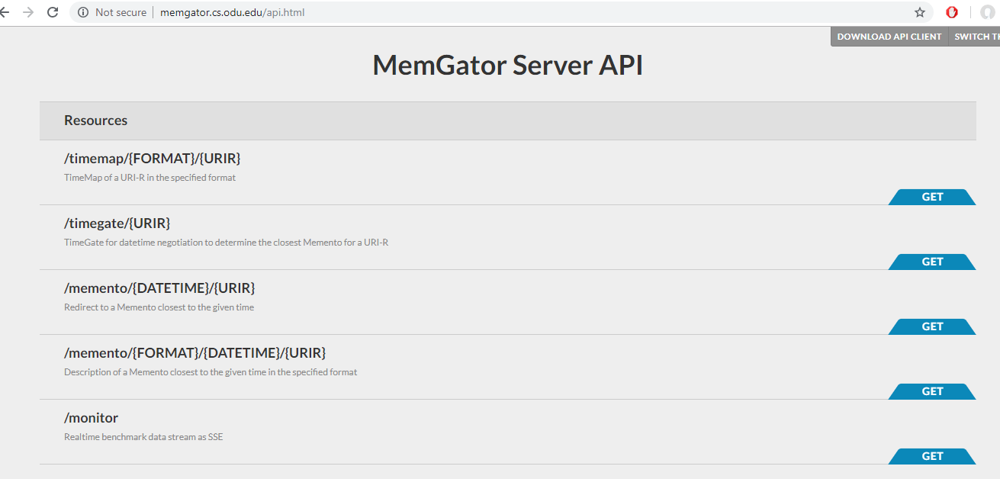 Not secure | memgator.cs.odu.edu/api.html
DOWNLOAD API CLIENT SWITCH
MemGator Server API
Resources
/timemap/{FORMAT}/{URIR}
TimeMap of a URI-R in the specified format
GET
/timegate/{URIR}
TimeGate for datetime negotiation to determine the closest Memento for a URI-R
GET
/memento/{DATETIME}/{URIR}
Redirect to a Memento closest to the given time
GET
/memento/{FORMAT}/{DATETIME}/{URIR}
Description of a Memento closest to the given time in the specified format
GET
/monitor
Realtime benchmark data stream as SSE
GET